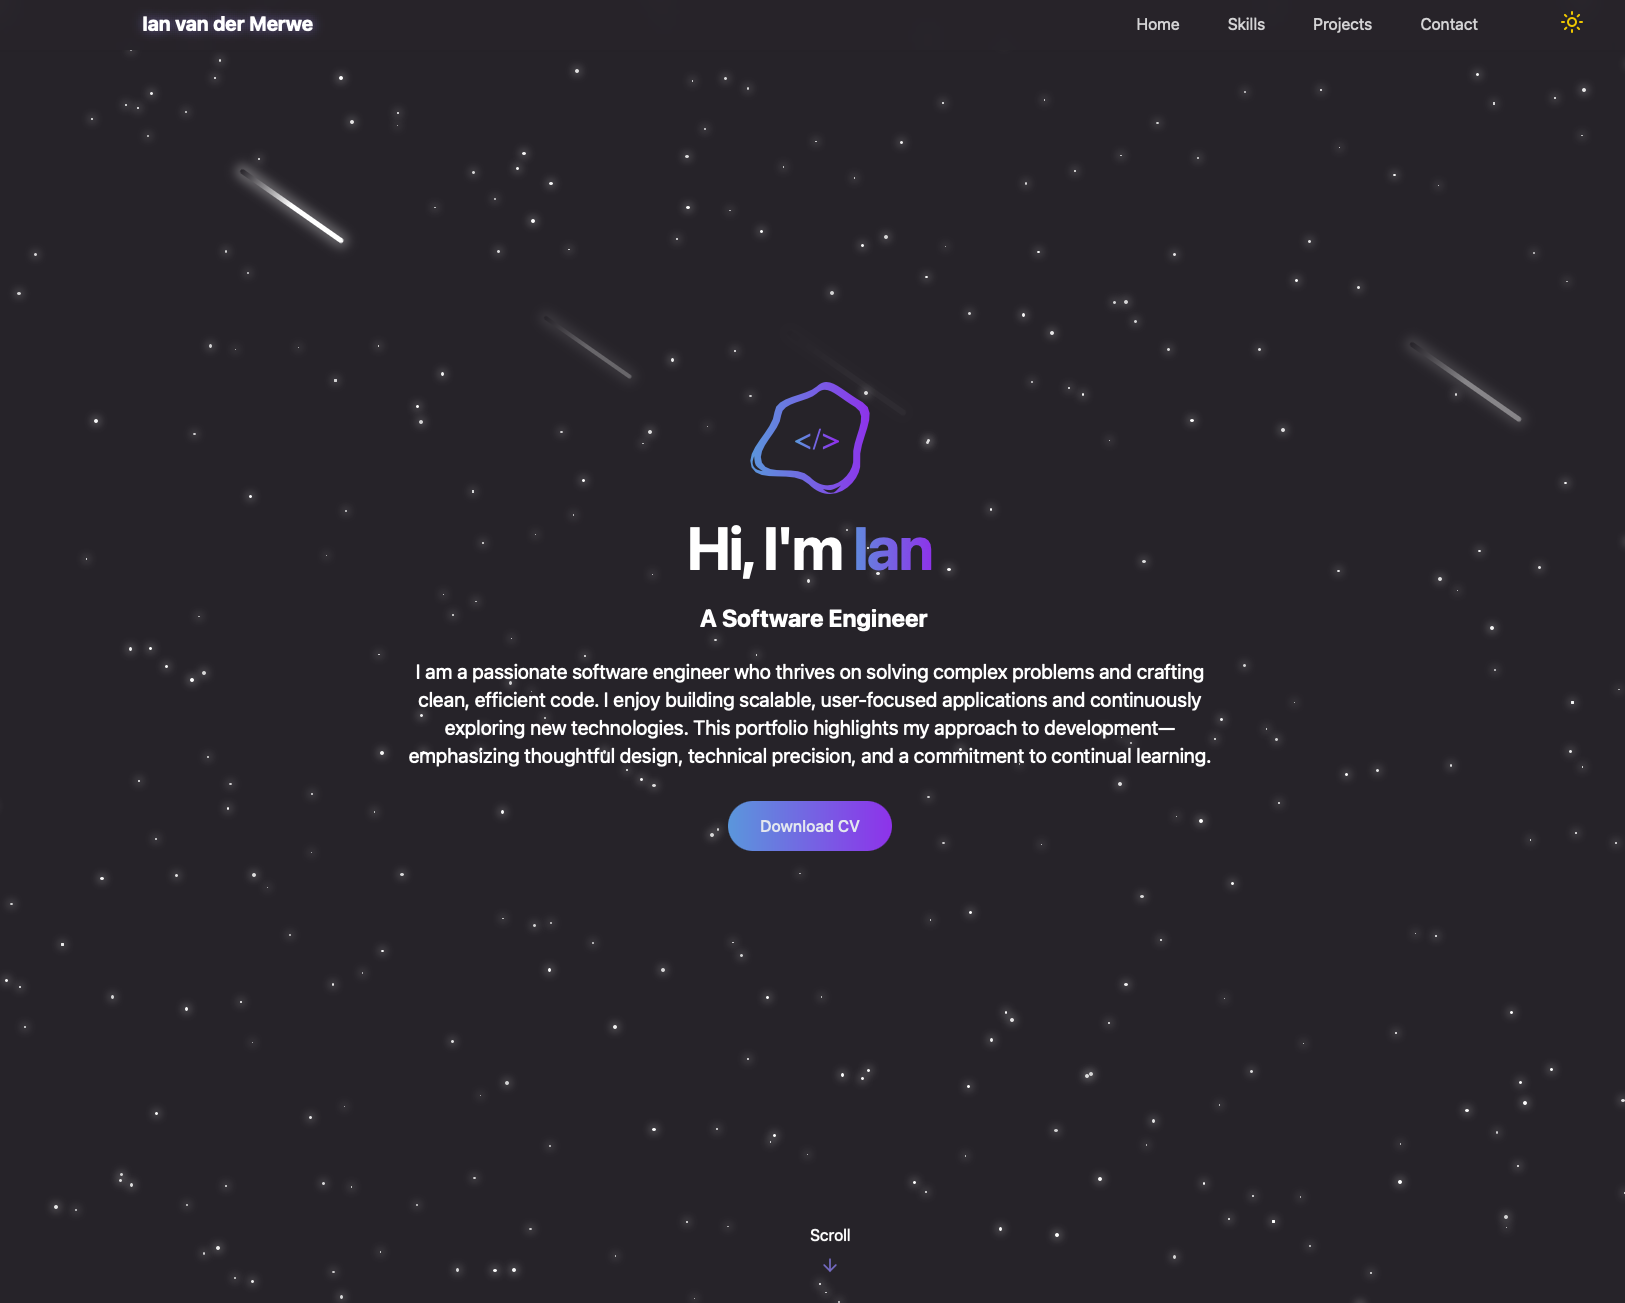 Ian van der Merwe
Home Skills Projects Contact
</>
Hi, I'm Ian
A Software Engineer
I am a passionate software engineer who thrives on solving complex problems and crafting
clean, efficient code. I enjoy building scalable, user-focused applications and continuously
exploring new technologies. This portfolio highlights my approach to development—
emphasizing thoughtful design, technical precision, and a commitment to continual learning.
Download CV
Scroll